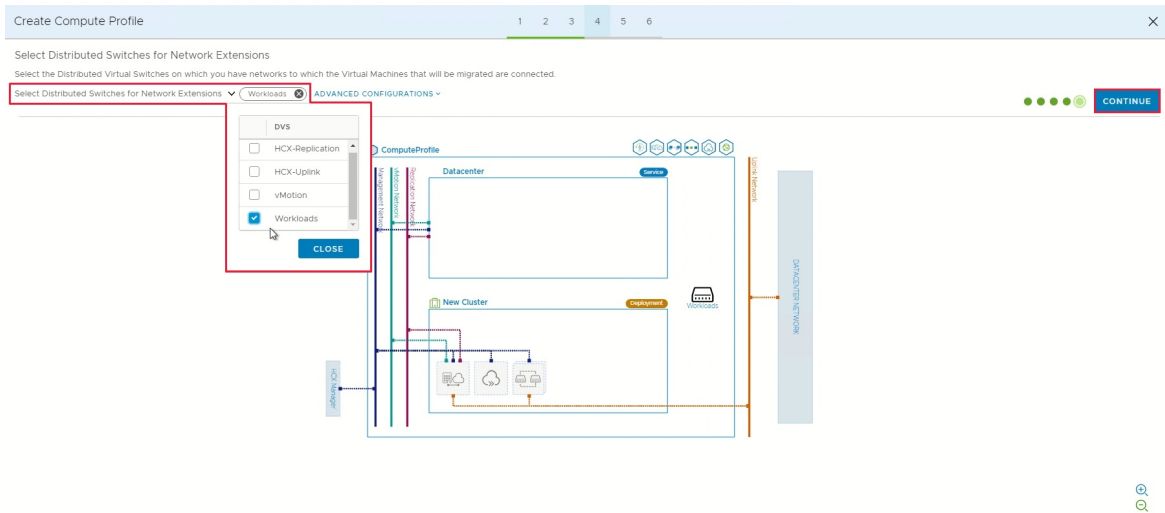 Create Compute Profile
1 2 3 4 5 6
Select Distributed Switches for Network Extensions
Select the Distributed Virtual Switches on which you have networks to which the Virtual Machines that will be migrated are connected.
Select Distributed Switches for Network Extensions Workloads ADVANCED CONFIGURATIONS
CONTINUE
DVS
HCX-Replication
HCX-Uplink
vMotion
Workloads
CLOSE
ComputeProfile
Management Network
vMotion Network
Replication Network
Datacenter
Service
Uplink Network
DATACENTER NETWORK
New Cluster
Deployment
Workloads
HCX Manager